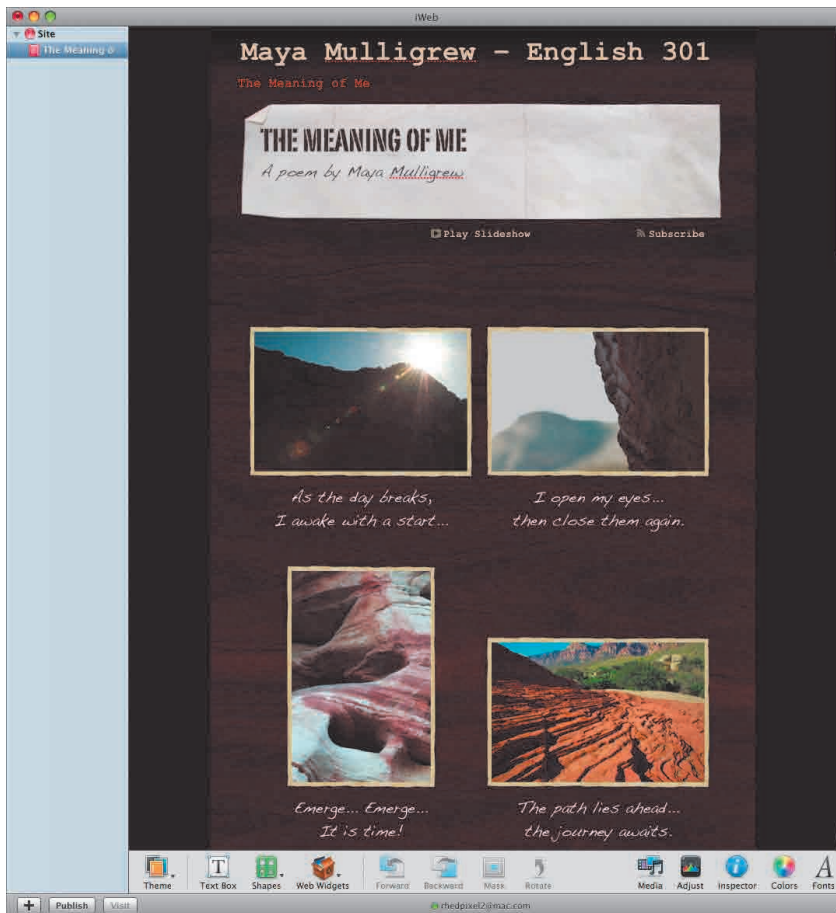 iWeb
Site
The Meaning o
Maya Mulligrew – English 301
The Meaning of Me
THE MEANING OF ME
A poem by Maya Mulligrew
Play Slideshow
Subscribe
As the day breaks,
I awake with a start...
I open my eyes...
then close them again.
Emerge... Emerge...
It is time!
The path lies ahead...
the journey awaits.
Theme
T
Text Box
Shapes
Web Widgets
Forward
Backward
Mask
Rotate
Media
Adjust
Inspector
Colors
A
Fonts
Publish
Visit
rhedpixel2@mac.com